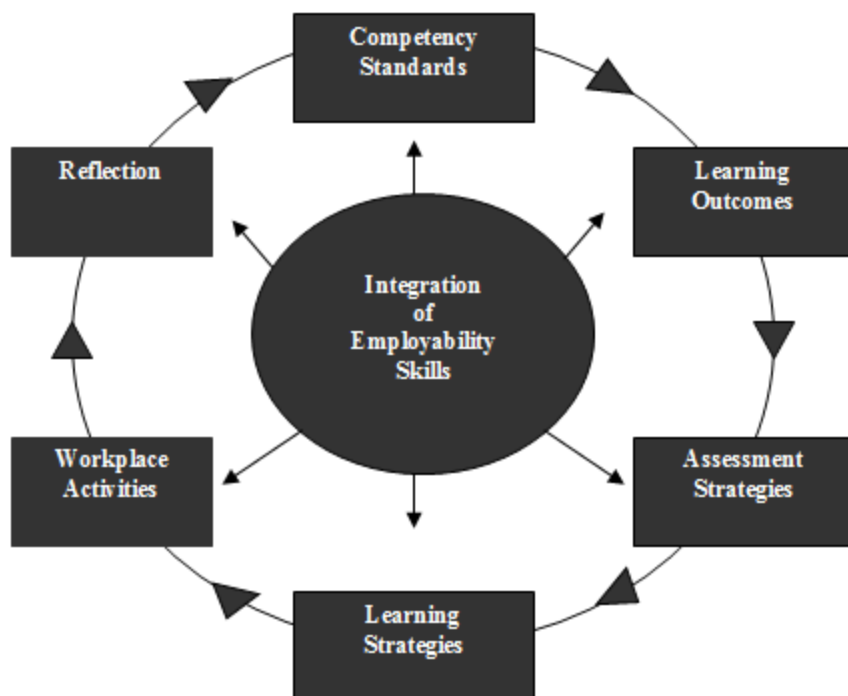 Competency
Standards
Reflection
Learning
Outcomes
Integration
of
Employability
Skills
Workplace
Activities
Assessment
Strategies
Learning
Strategies